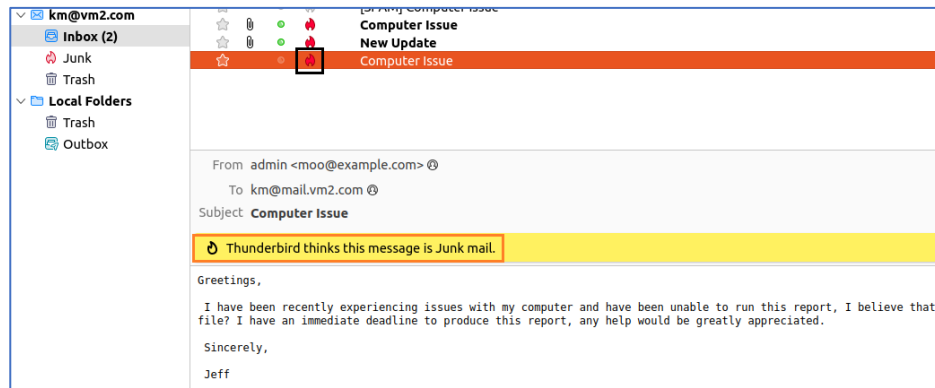 km@vm2.com
Inbox (2)
Junk
Trash
Local Folders
Trash
Outbox
[SPAM] Computer Issue
Computer Issue
New Update
Computer Issue
From admin <moo@example.com>
To km@mail.vm2.com
Subject Computer Issue
Thunderbird thinks this message is Junk mail.
Greetings,
I have been recently experiencing issues with my computer and have been unable to run this report, I believe that
file? I have an immediate deadline to produce this report, any help would be greatly appreciated.
Sincerely,
Jeff